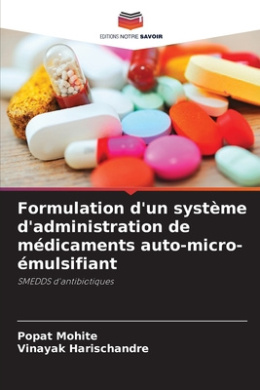 EDITIONS NOTRE SAVOIR
Formulation d'un système
d'administration de
médicaments auto-micro-
émulsifiant
SMEDDS d'antibiotiques
Popat Mohite
Vinayak Harischandre